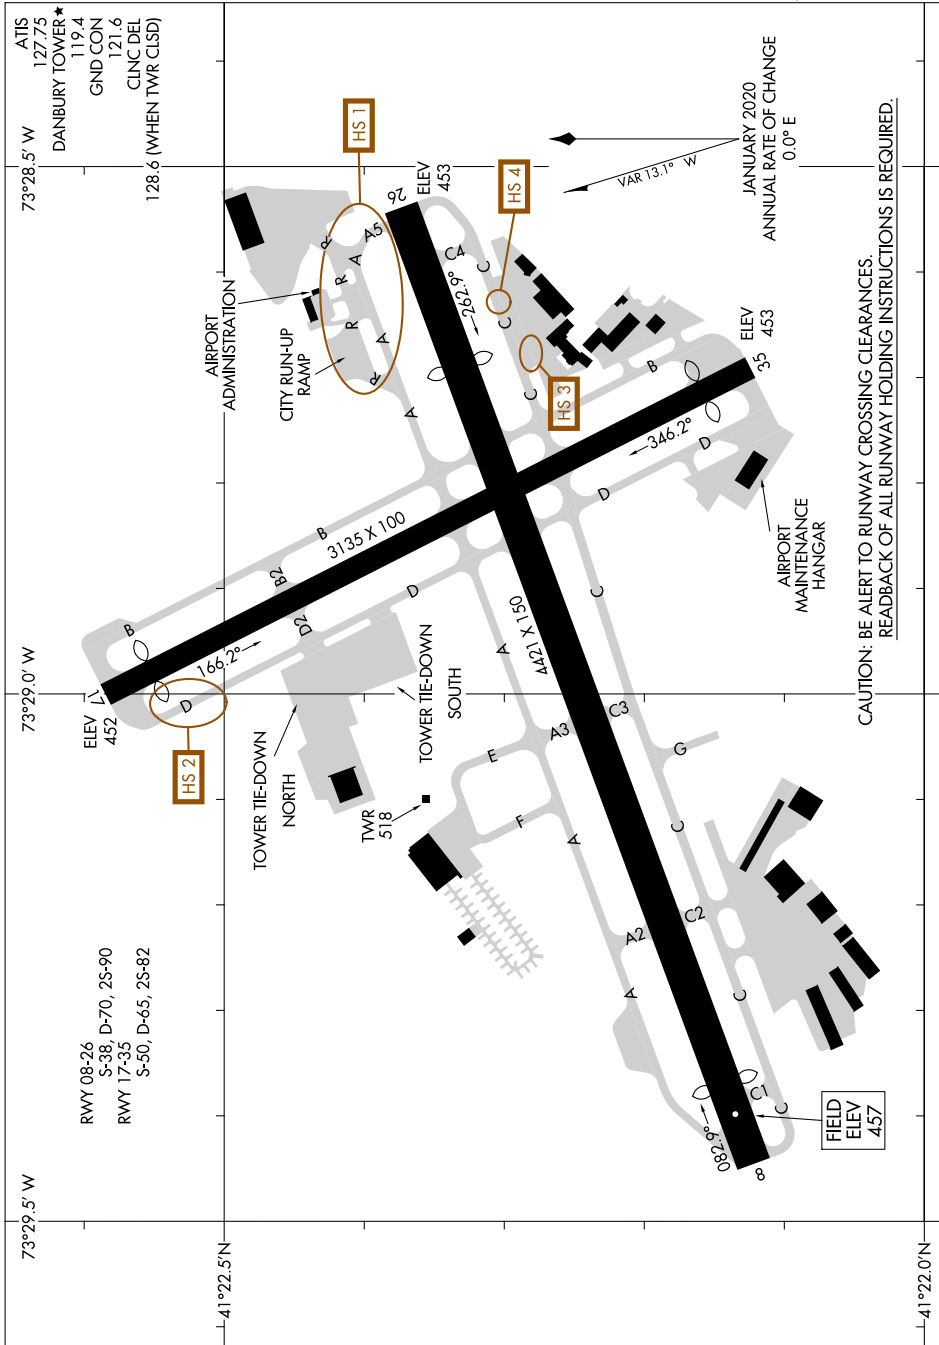 ATIS
127.75
DANBURY TOWER★
119.4
GND CON
121.6
CLNC DEL
128.6 (WHEN TWR CLSD)
73°28.5' W
73°29.0' W
73°29.5' W
41°22.5'N
41°22.0'N
HS 1
HS 4
HS 3
HS 2
JANUARY 2020
ANNUAL RATE OF CHANGE
0.0° E
VAR 13.1° W
AIRPORT
ADMINISTRATION
CITY RUN-UP
RAMP
R
R
R
R
A
A
A
A5
26
ELEV
453
C4
C
C
C
262.9°
ELEV
453
35
B
D
346.2°
D
AIRPORT
MAINTENANCE
HANGAR
B
3135 X 100
B2
D
D2
B
166.2°
17
ELEV
452
D
TOWER TIE-DOWN
SOUTH
TOWER TIE-DOWN
NORTH
TWR
518
4421 X 150
A
C
A3
C3
E
F
G
A
C
A2
C2
A
C
082.9°
C1
C
8
FIELD
ELEV
457
RWY 08-26
S-38, D-70, 2S-90
RWY 17-35
S-50, D-65, 2S-82
CAUTION: BE ALERT TO RUNWAY CROSSING CLEARANCES.
READBACK OF ALL RUNWAY HOLDING INSTRUCTIONS IS REQUIRED.